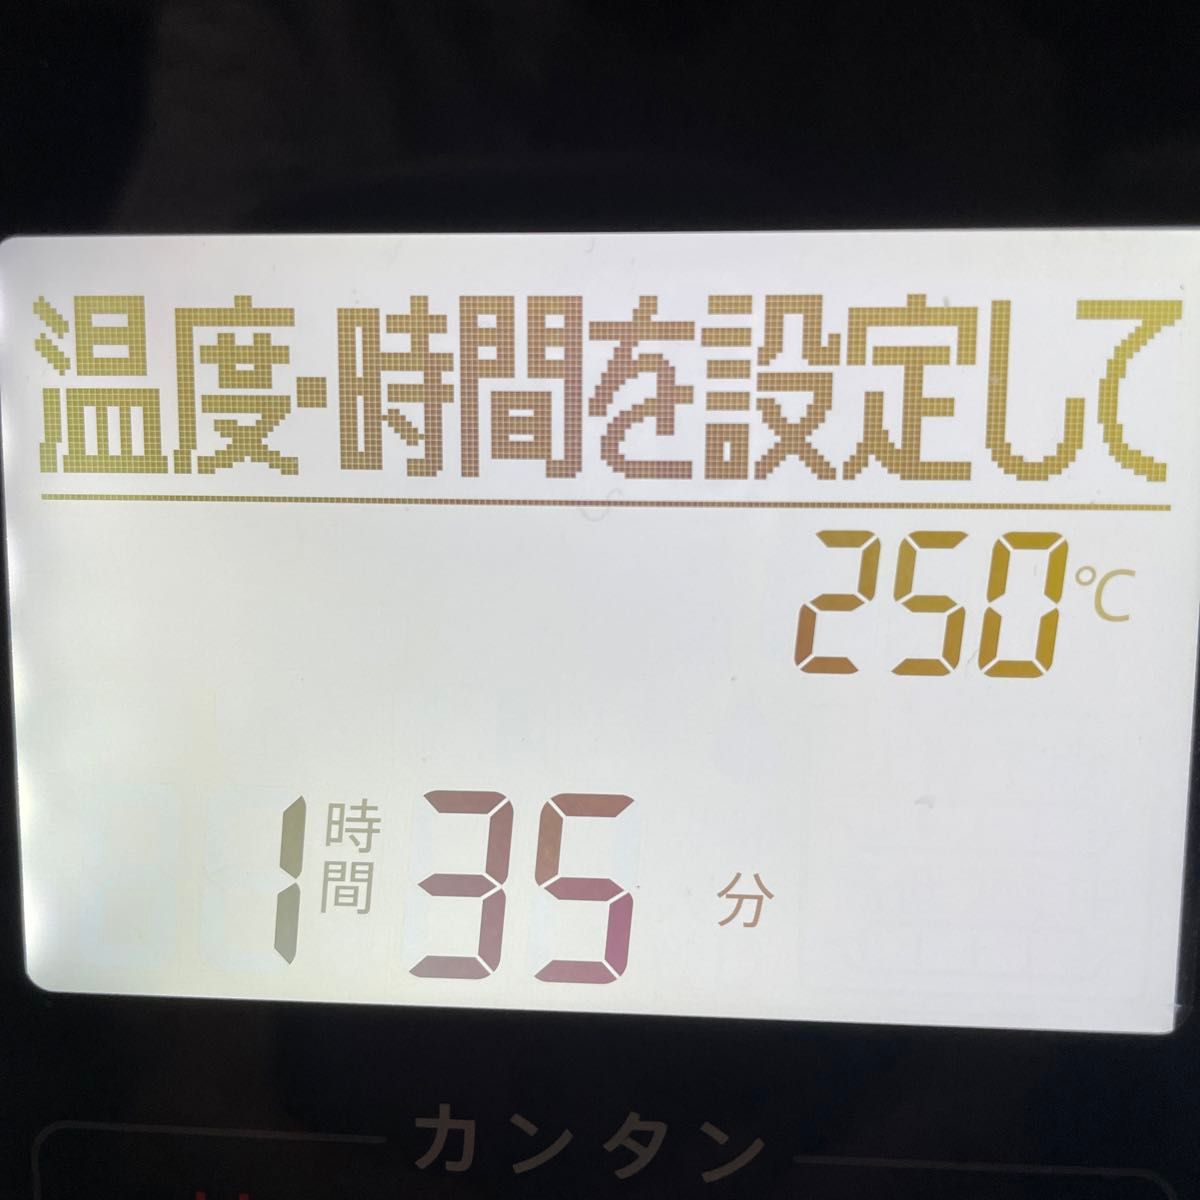 温度・時間を設定して
250℃
1時間35分
カンタン